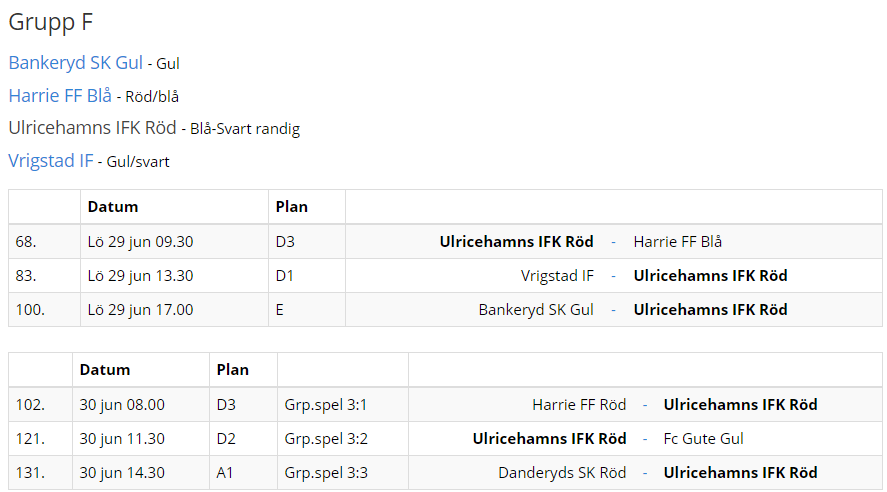 Grupp F
Bankeryd SK Gul - Gul
Harrie FF Blå - Röd/blå
Ulricehamns IFK Röd - Blå-Svart randig
Vrigstad IF - Gul/svart
Datum Plan
68. Lö 29 jun 09.30 D3 Ulricehamns IFK Röd - Harrie FF Blå
83. Lö 29 jun 13.30 D1 Vrigstad IF - Ulricehamns IFK Röd
100. Lö 29 jun 17.00 E Bankeryd SK Gul - Ulricehamns IFK Röd
Datum Plan
102. 30 jun 08.00 D3 Grp.spel 3:1 Harrie FF Röd - Ulricehamns IFK Röd
121. 30 jun 11.30 D2 Grp.spel 3:2 Ulricehamns IFK Röd - Fc Gute Gul
131. 30 jun 14.30 A1 Grp.spel 3:3 Danderyds SK Röd - Ulricehamns IFK Röd